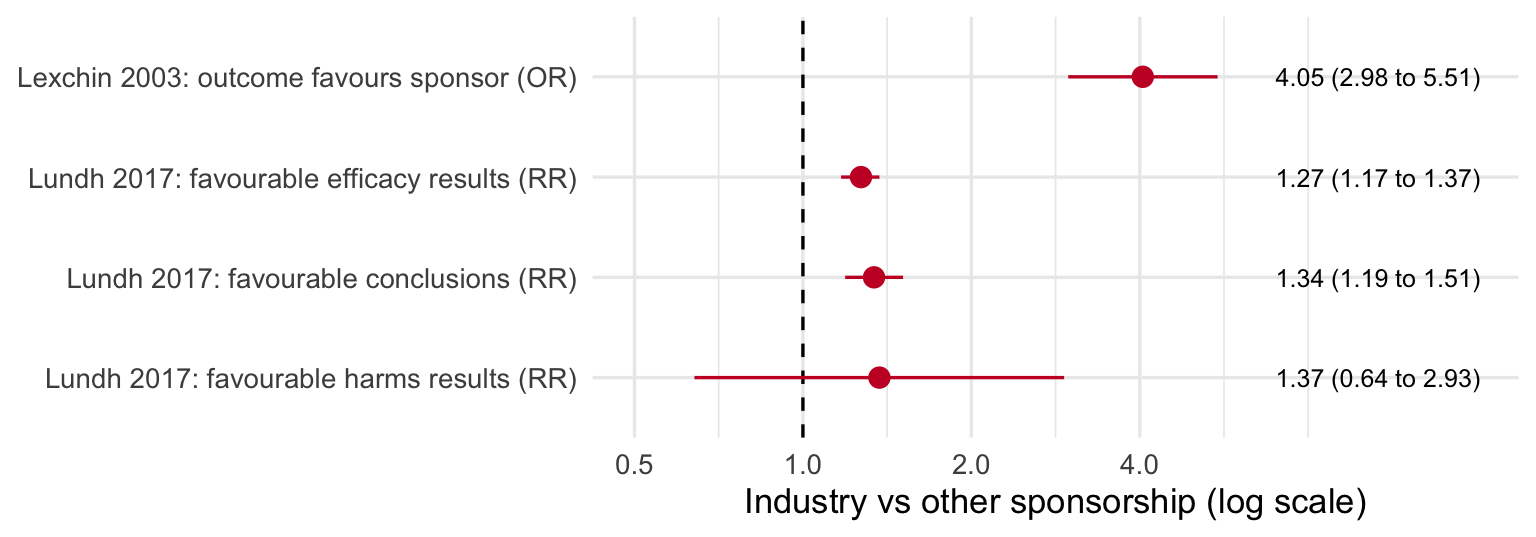 Lexchin 2003: outcome favours sponsor (OR) 4.05 (2.98 to 5.51)
Lundh 2017: favourable efficacy results (RR) 1.27 (1.17 to 1.37)
Lundh 2017: favourable conclusions (RR) 1.34 (1.19 to 1.51)
Lundh 2017: favourable harms results (RR) 1.37 (0.64 to 2.93)
0.5 1.0 2.0 4.0
Industry vs other sponsorship (log scale)